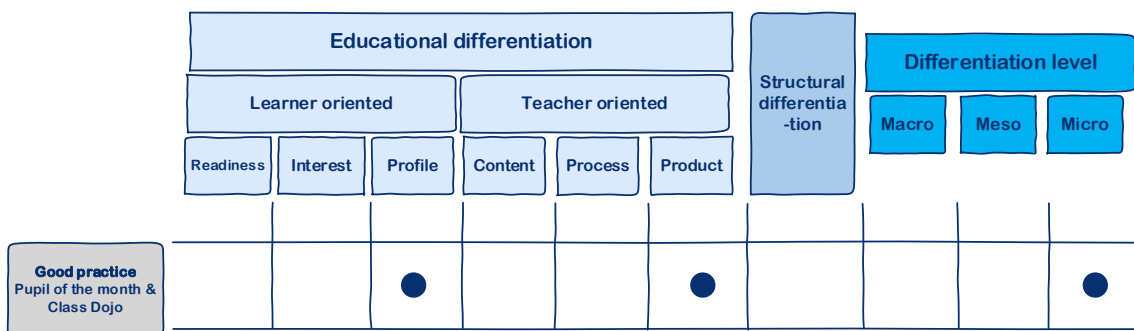 Educational differentiation
Learner oriented
Teacher oriented
Readiness
Interest
Profile
Content
Process
Product
Structural
differentia
-tion
Differentiation level
Macro
Meso
Micro
Good practice
Pupil of the month &
Class Dojo